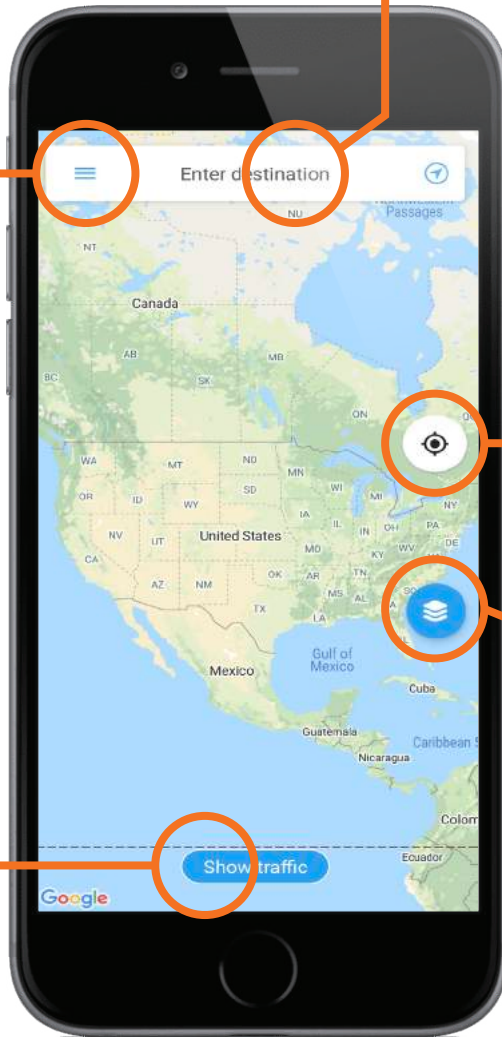 Enter destination
Passages
NU
NT
Canada
AB
MB
BC
SK
ON
WA
MT
ND
MN
OR
ID
SD
WI
MI
WY
NY
IA
NV
UT
United States
IL
IN
OH
PA
CA
MO
KY
WV
DE
AZ
NM
OK
AR
TN
MS
AL
TX
LA
Gulf of
Mexico
Mexico
Cuba
Guatemala
Caribbean
Nicaragua
Show traffic
Ecuador
Google